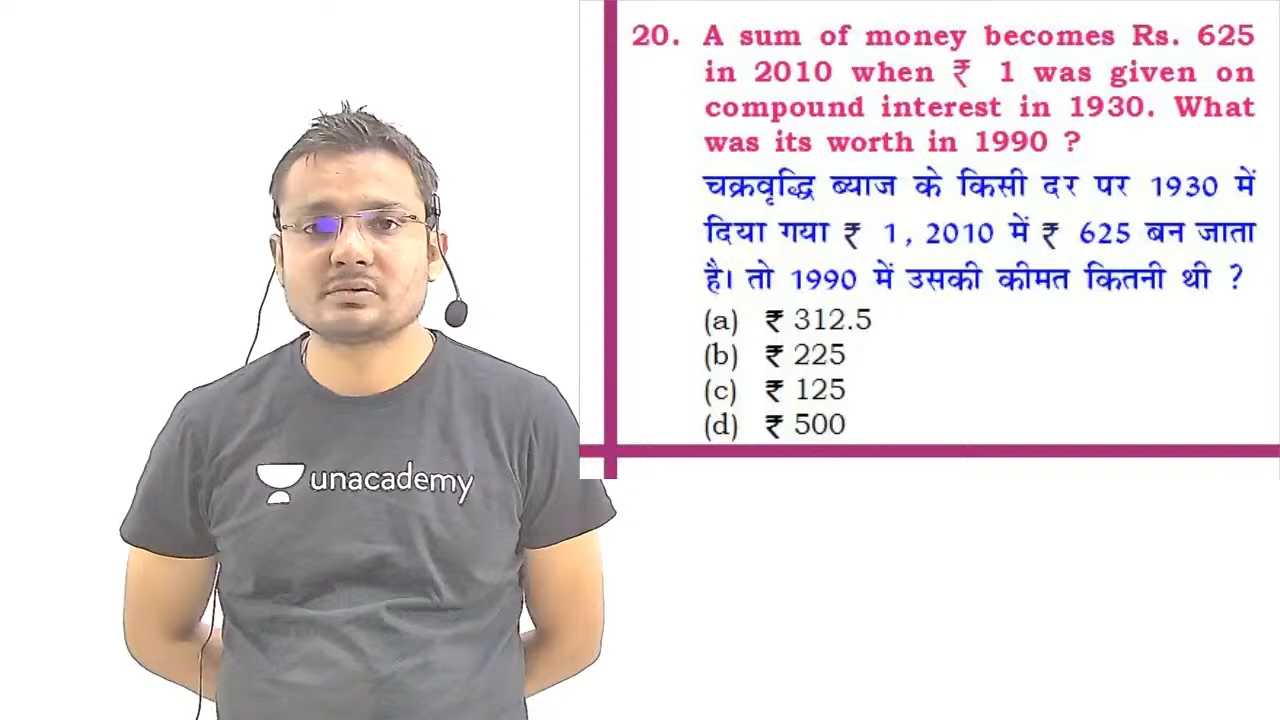 20. A sum of money becomes Rs. 625
in 2010 when ₹ 1 was given on
compound interest in 1930. What
was its worth in 1990 ?
चक्रवृद्धि ब्याज के किसी दर पर 1930 में
दिया गया ₹ 1, 2010 में ₹ 625 बन जाता
है। तो 1990 में उसकी कीमत कितनी थी ?
(a) ₹ 312.5
(b) ₹ 225
(c) ₹ 125
(d) ₹ 500
unacademy